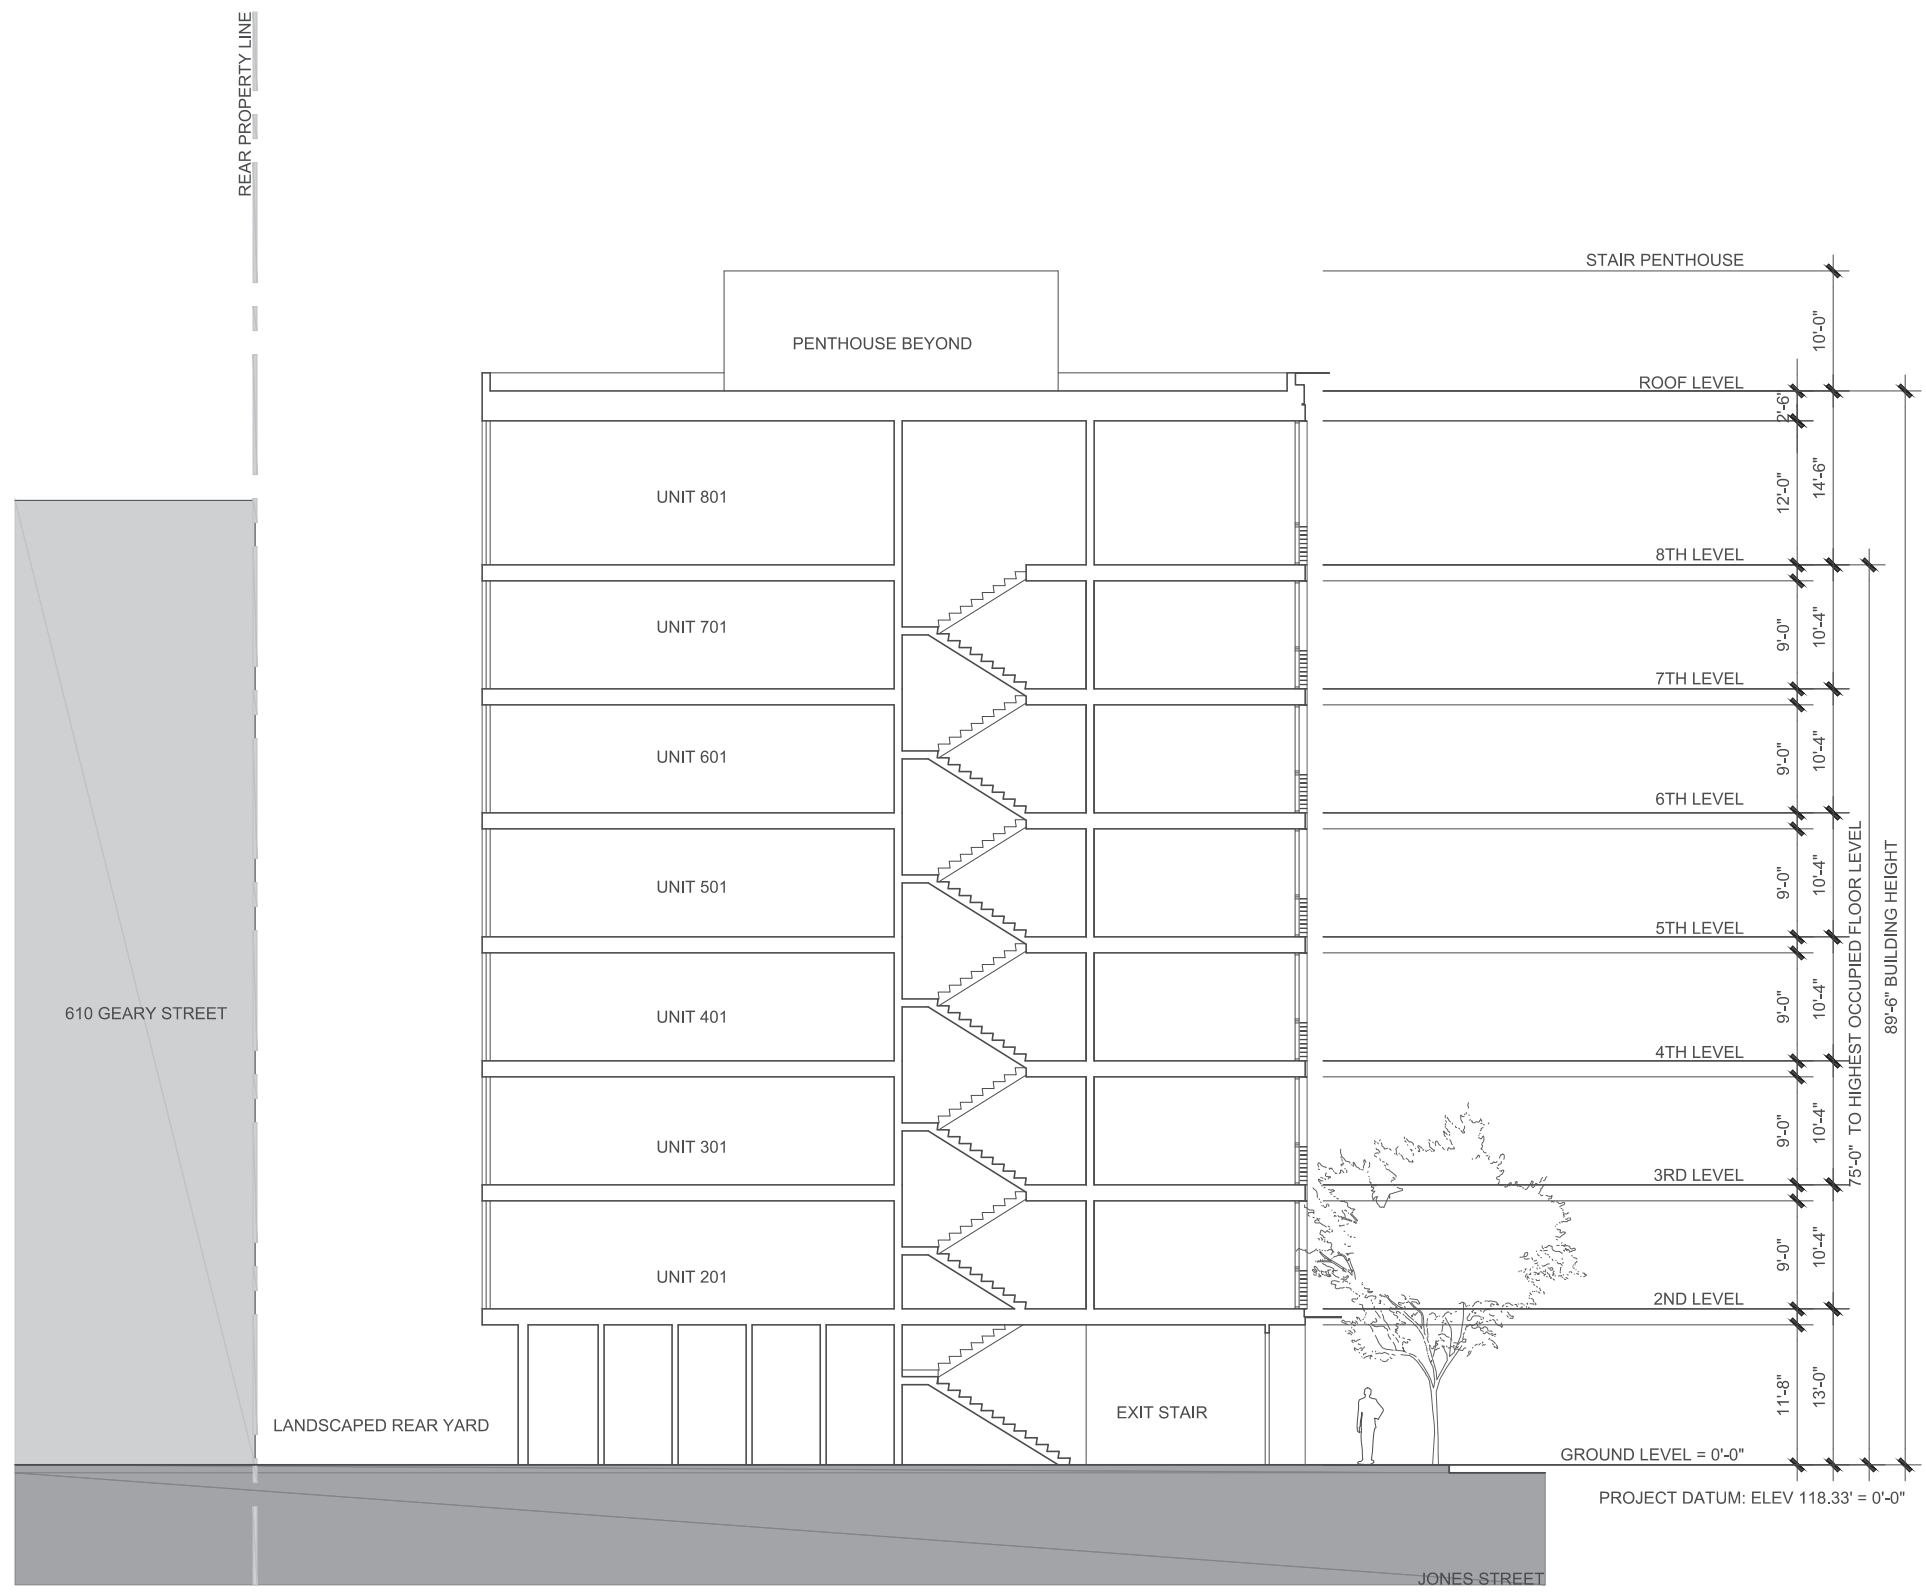 REAR PROPERTY LINE
STAIR PENTHOUSE
10'-0"
PENTHOUSE BEYOND
ROOF LEVEL
2'-6"
UNIT 801
12'-0"
14'-6"
8TH LEVEL
UNIT 701
9'-0"
10'-4"
7TH LEVEL
UNIT 601
9'-0"
10'-4"
6TH LEVEL
UNIT 501
9'-0"
10'-4"
5TH LEVEL
75'-0" TO HIGHEST OCCUPIED FLOOR LEVEL
89'-6" BUILDING HEIGHT
610 GEARY STREET
UNIT 401
9'-0"
10'-4"
4TH LEVEL
UNIT 301
9'-0"
10'-4"
3RD LEVEL
UNIT 201
9'-0"
10'-4"
2ND LEVEL
11'-8"
13'-0"
LANDSCAPED REAR YARD
EXIT STAIR
GROUND LEVEL = 0'-0"
PROJECT DATUM: ELEV 118.33' = 0'-0"
JONES STREET